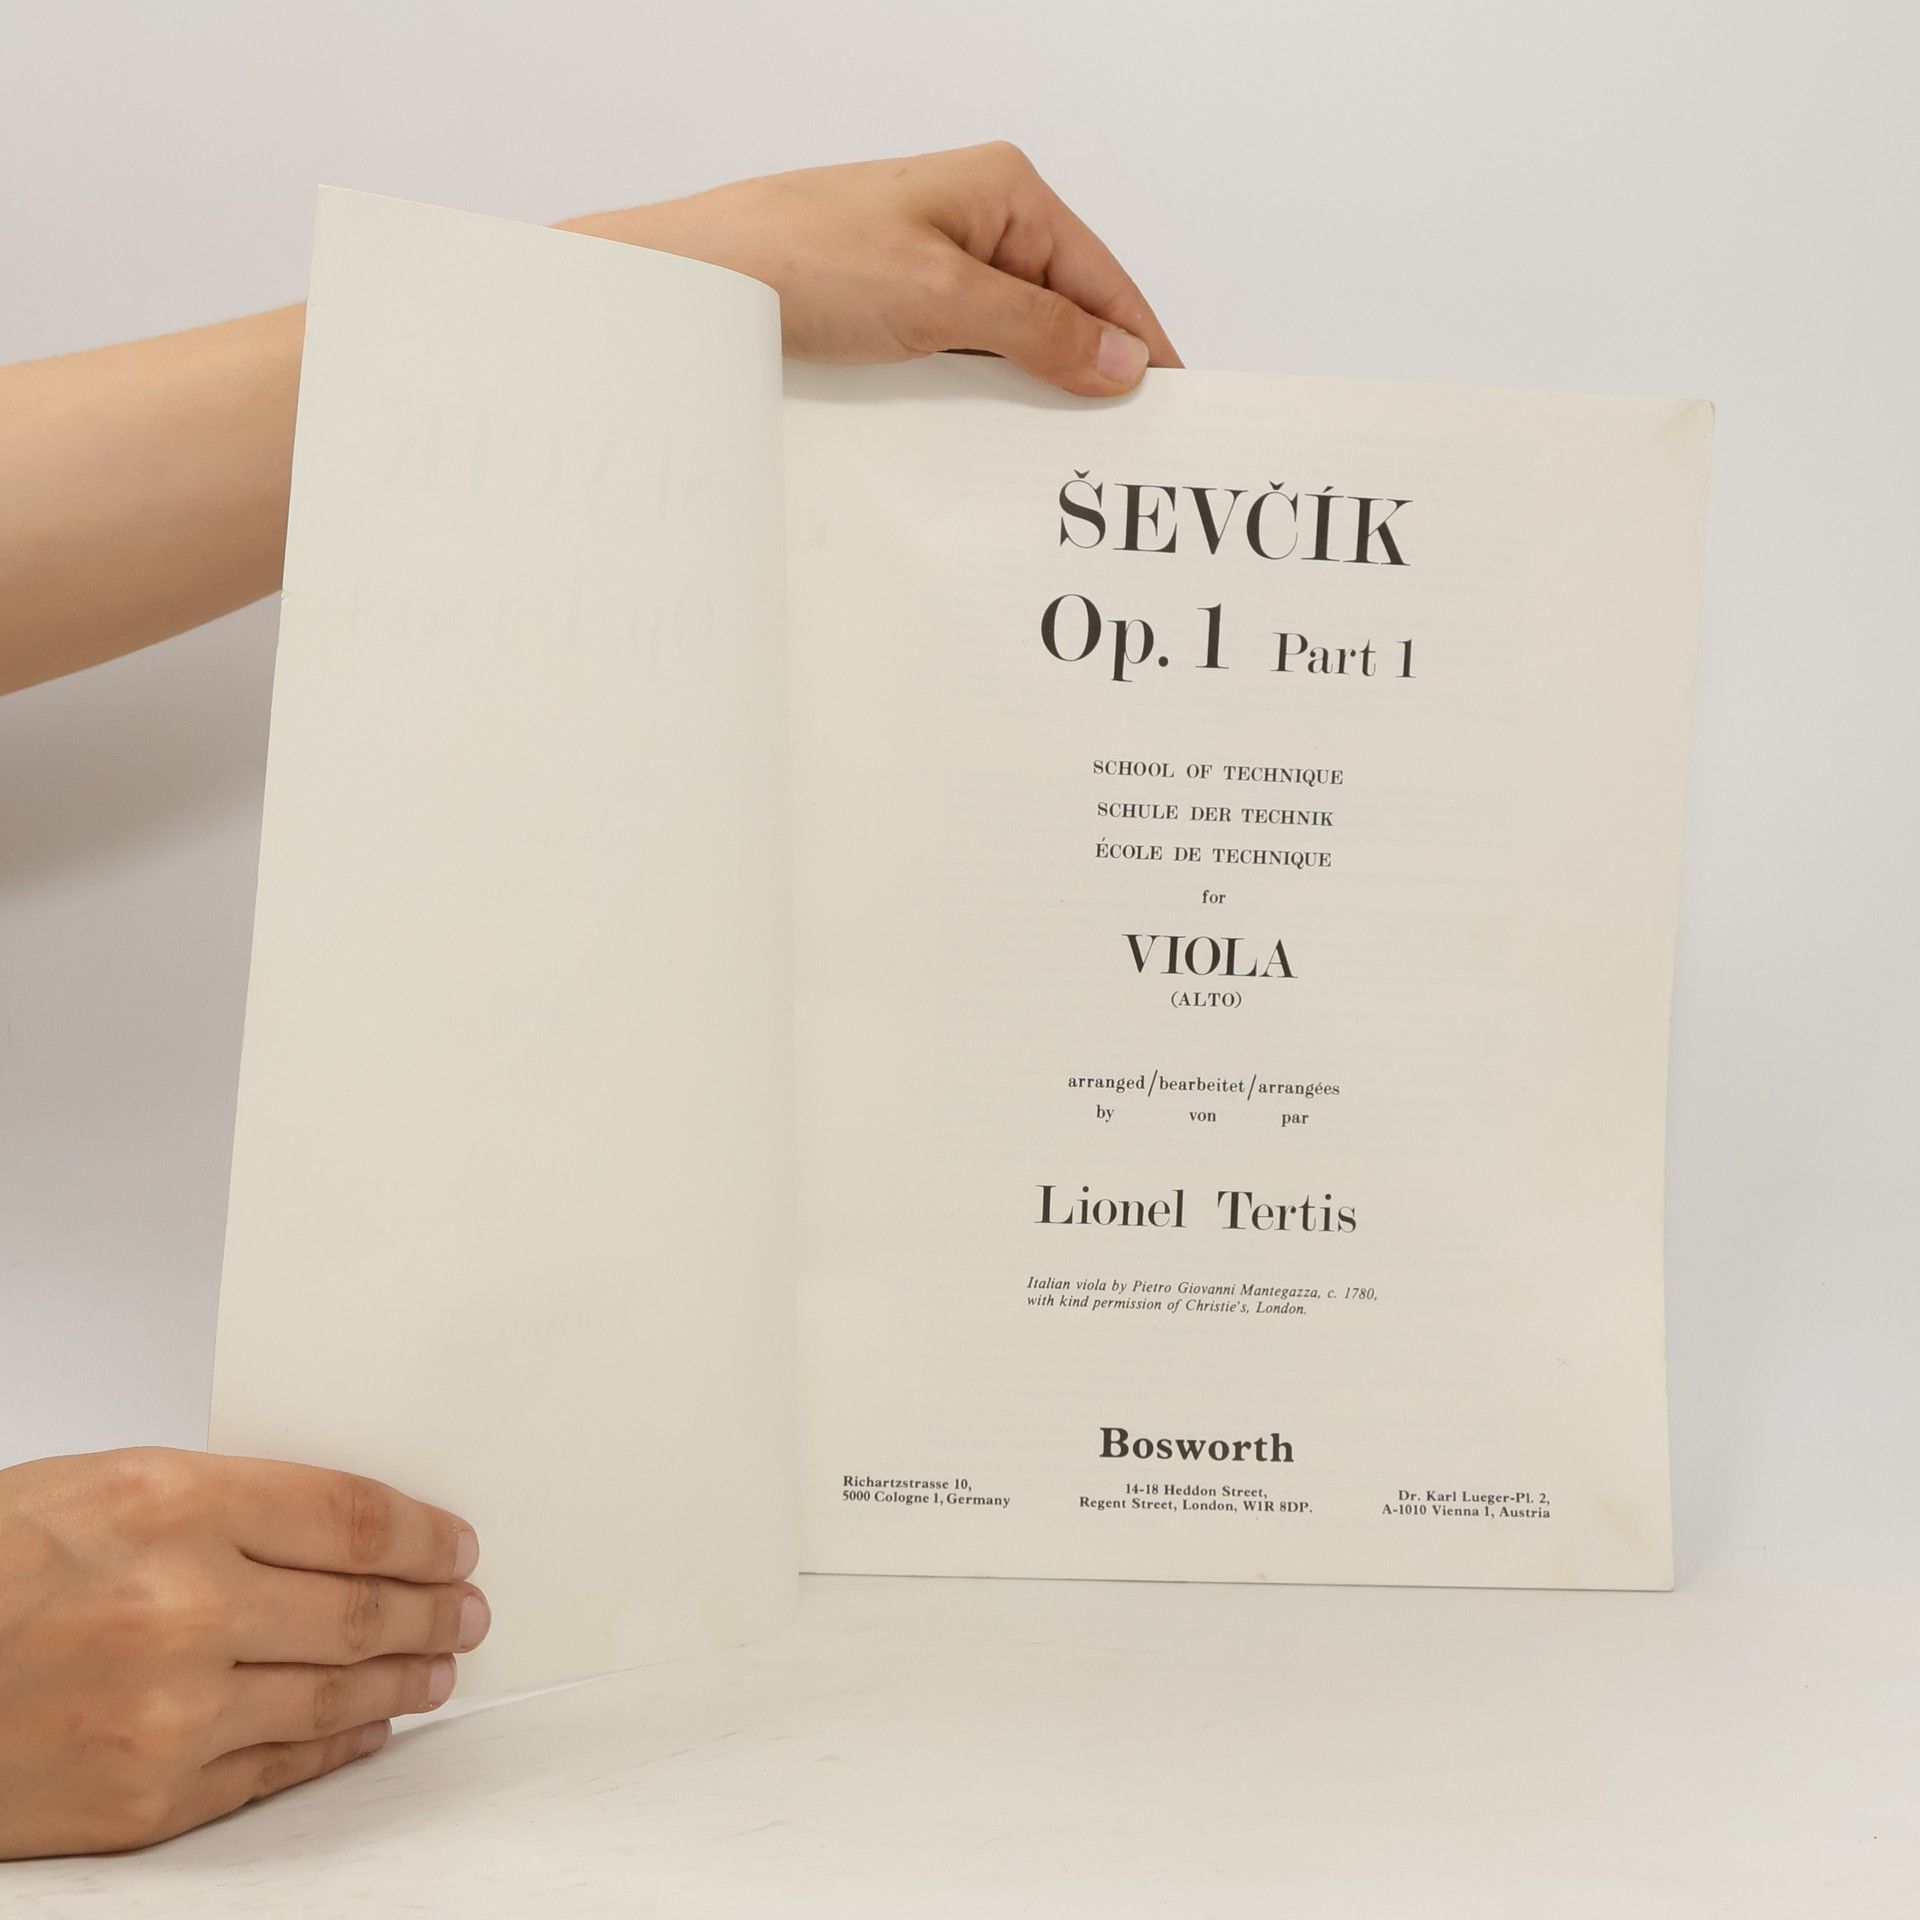 ŠEVČÍK
Op. 1 Part 1
SCHOOL OF TECHNIQUE
SCHULE DER TECHNIK
ÉCOLE DE TECHNIQUE
for
VIOLA
(ALTO)
arranged/bearbeitet/arrangées
by von par
Lionel Tertis
Italian viola by Pietro Giovanni Mantegazza, c. 1780,
with kind permission of Christie's, London.
Bosworth
Richartzstrasse 10,
5000 Cologne 1, Germany
14-18 Heddon Street,
Regent Street, London, W1R 8DP.
Dr. Karl Lueger-Pl. 2,
A-1010 Vienna 1, Austria